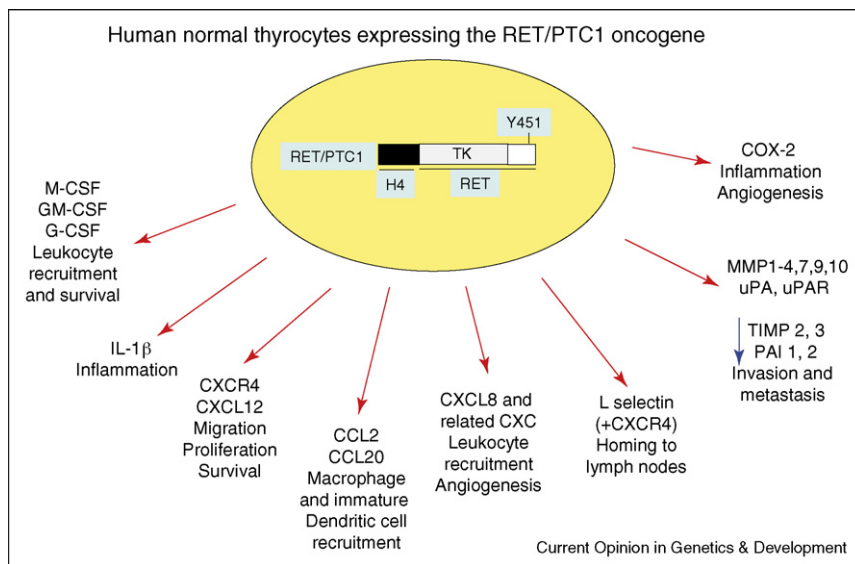 Human normal thyrocytes expressing the RET/PTC1 oncogene
Y451
RET/PTC1
TK
H4
RET
M-CSF
GM-CSF
G-CSF
Leukocyte
recruitment
and survival
IL-1β
Inflammation
CXCR4
CXCL12
Migration
Proliferation
Survival
CCL2
CCL20
Macrophage
and immature
Dendritic cell
recruitment
CXCL8 and
related CXC
Leukocyte
recruitment
Angiogenesis
L selectin
(+CXCR4)
Homing to
lymph nodes
MMP1-4,7,9,10
uPA, uPAR
TIMP 2, 3
PAI 1, 2
Invasion and
metastasis
COX-2
Inflammation
Angiogenesis
Current Opinion in Genetics & Development